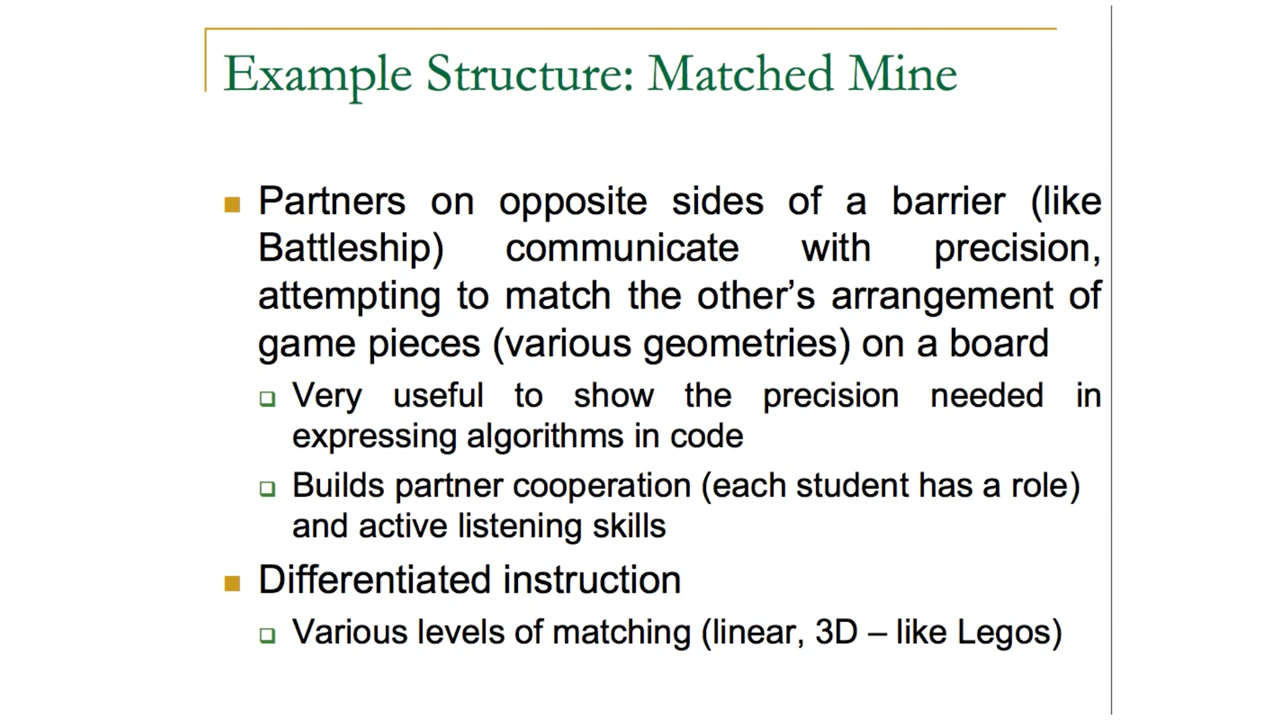 Example Structure: Matched Mine
Partners on opposite sides of a barrier (like
Battleship) communicate with precision,
attempting to match the other’s arrangement of
game pieces (various geometries) on a board
Very useful to show the precision needed in
expressing algorithms in code
Builds partner cooperation (each student has a role)
and active listening skills
Differentiated instruction
Various levels of matching (linear, 3D – like Legos)